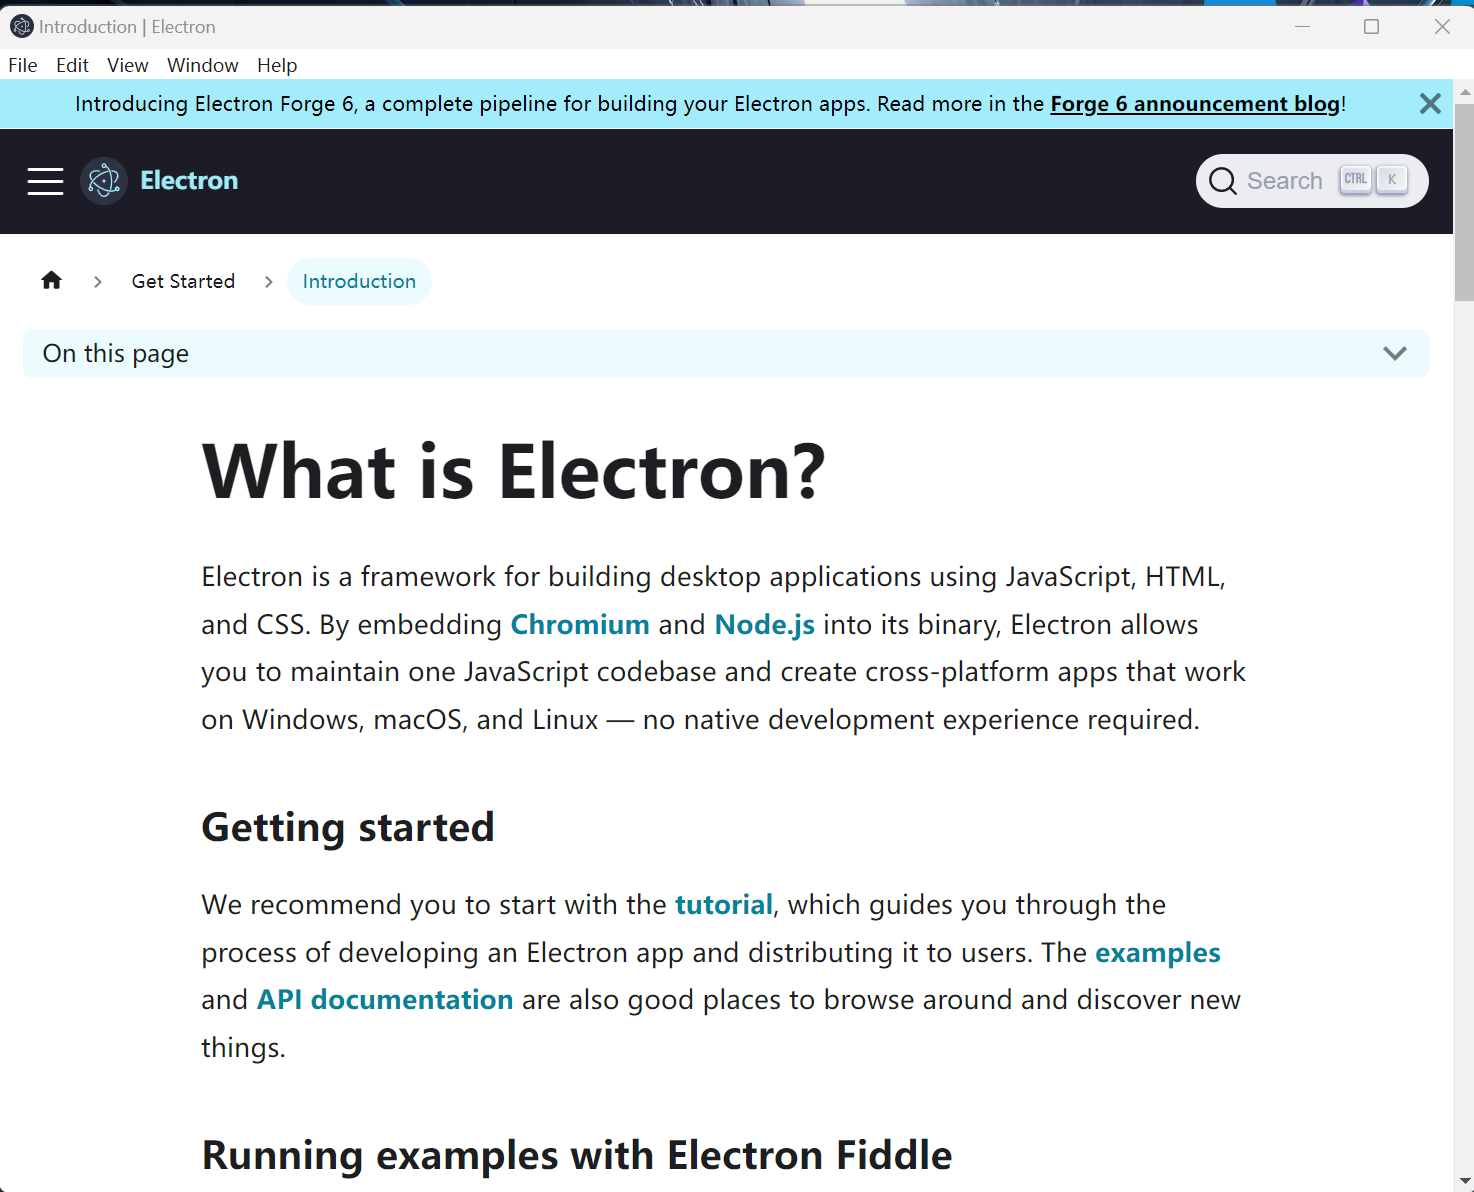 Introduction | Electron
File Edit View Window Help
Introducing Electron Forge 6, a complete pipeline for building your Electron apps. Read more in the Forge 6 announcement blog!
Electron
Search CTRL K
Get Started
Introduction
On this page
What is Electron?
Electron is a framework for building desktop applications using JavaScript, HTML,
and CSS. By embedding Chromium and Node.js into its binary, Electron allows
you to maintain one JavaScript codebase and create cross-platform apps that work
on Windows, macOS, and Linux — no native development experience required.
Getting started
We recommend you to start with the tutorial, which guides you through the
process of developing an Electron app and distributing it to users. The examples
and API documentation are also good places to browse around and discover new
things.
Running examples with Electron Fiddle